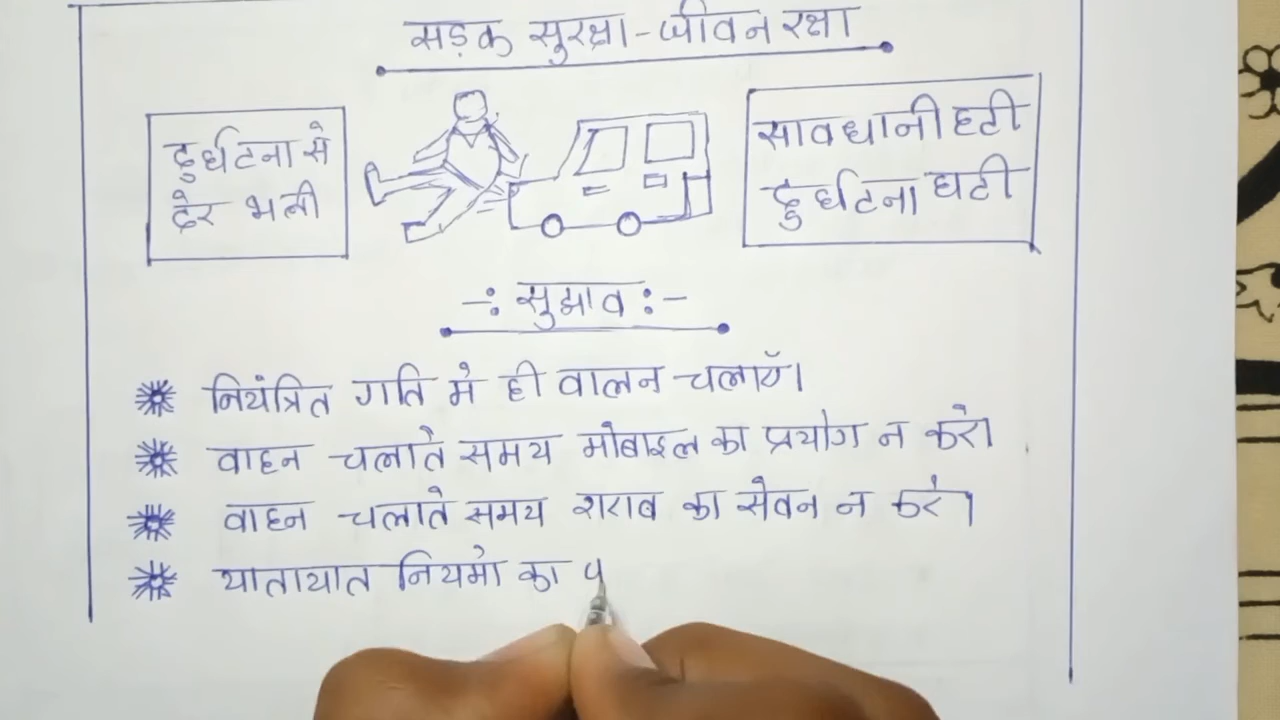 सड़क सुरक्षा-जीवन रक्षा
दुर्घटना से
देर भली
सावधानी हटी
दुर्घटना घटी
-: सुझाव :-
नियंत्रित गति मे ही वालन चलाएँ।
वाहन चलाते समय मोबाइल का प्रयोग न करे।
वाहन चलाते समय शराब का सेवन न करे।
यातायात नियमो का प